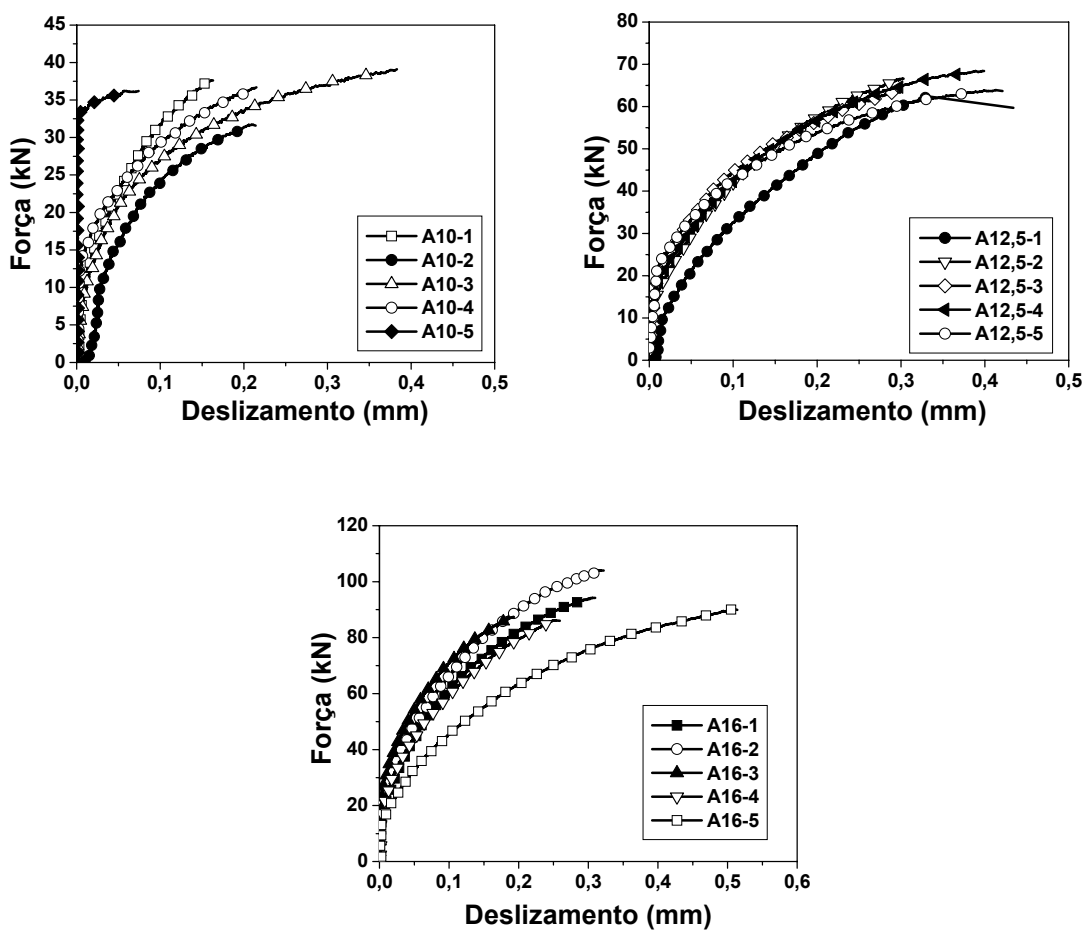 45
40
35
30
25
20
15
10
5
0
Força (kN)
A10-1
A10-2
A10-3
A10-4
A10-5
0,0 0,1 0,2 0,3 0,4 0,5
Deslizamento (mm)
80
70
60
50
40
30
20
10
0
Força (kN)
A12,5-1
A12,5-2
A12,5-3
A12,5-4
A12,5-5
0,0 0,1 0,2 0,3 0,4 0,5
Deslizamento (mm)
120
100
80
60
40
20
0
Força (kN)
A16-1
A16-2
A16-3
A16-4
A16-5
0,0 0,1 0,2 0,3 0,4 0,5 0,6
Deslizamento (mm)